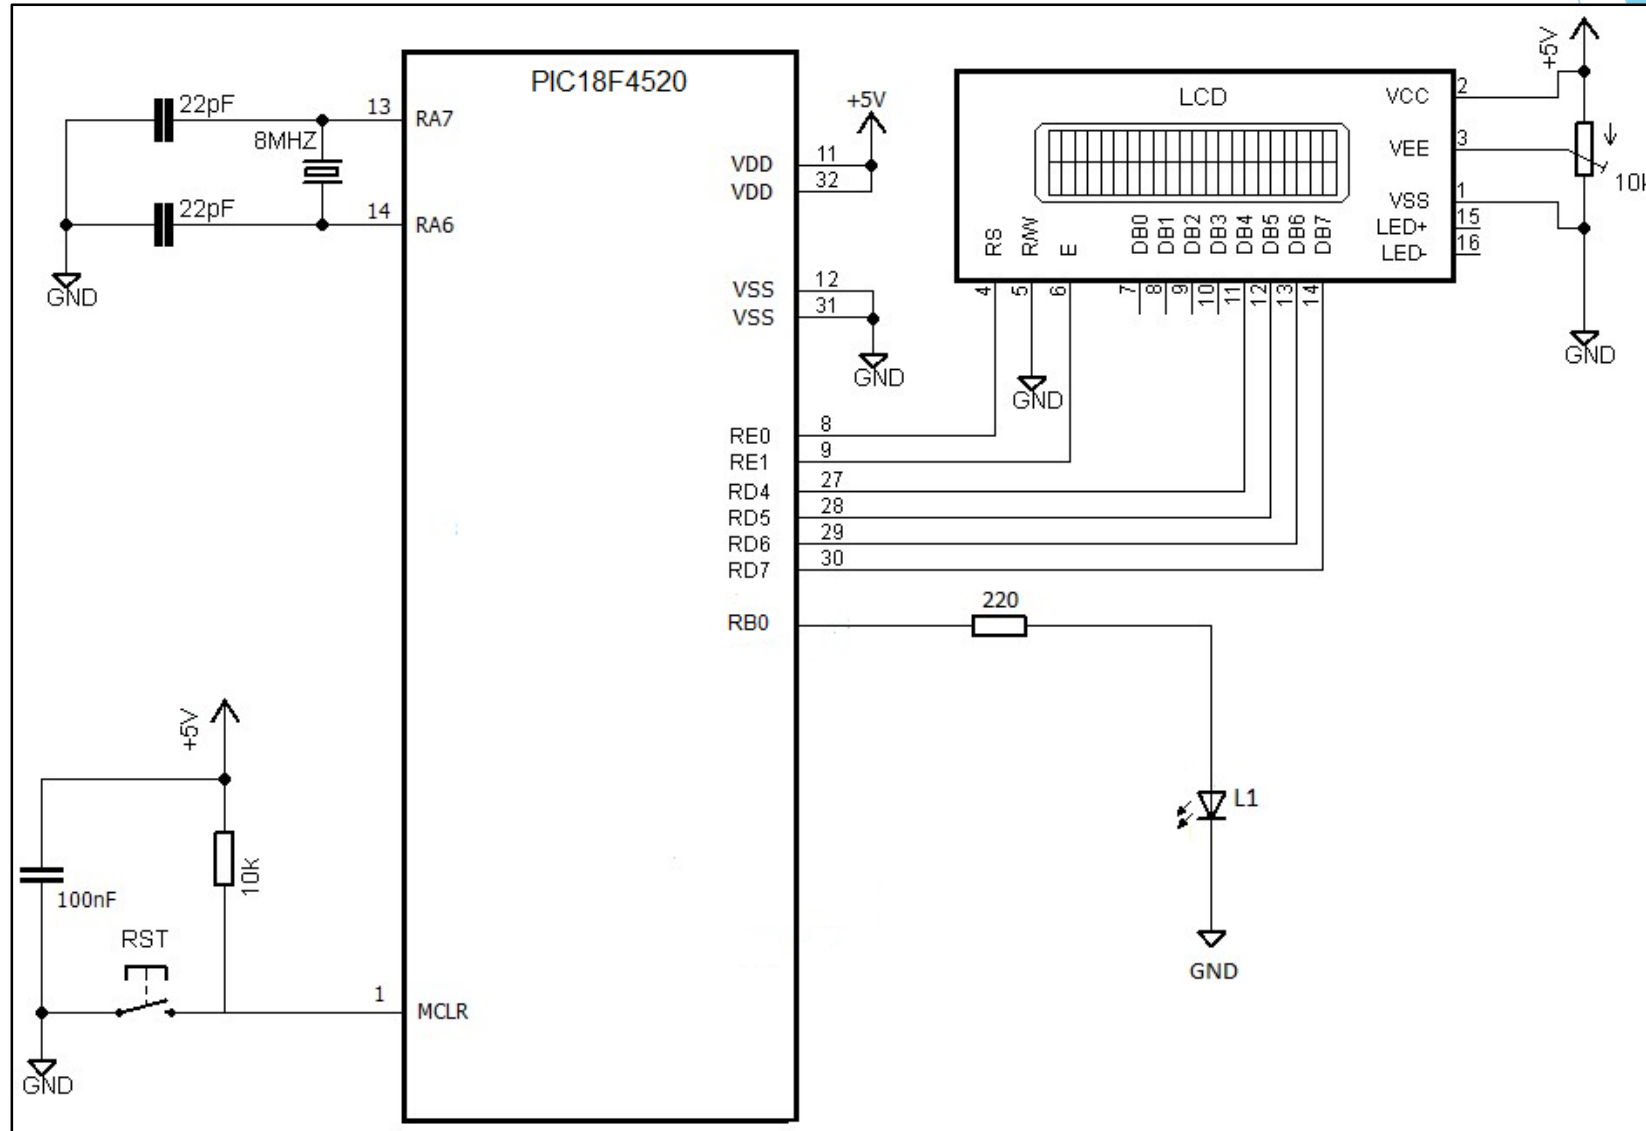 PIC18F4520
22pF
13
RA7
8MHZ
22pF
14
RA6
GND
+5V
VDD
11
VDD
32
VSS
12
VSS
31
GND
LCD
VCC
2
VEE
3
VSS
1
LED+
15
LED-
16
+5V
10k
GND
RS
R/W
E
DB0
DB1
DB2
DB3
DB4
DB5
DB6
DB7
4
5
6
7
8
9
10
11
12
13
14
GND
RE0
8
RE1
9
RD4
27
RD5
28
RD6
29
RD7
30
RB0
220
L1
GND
+5V
10k
100nF
RST
1
MCLR
GND